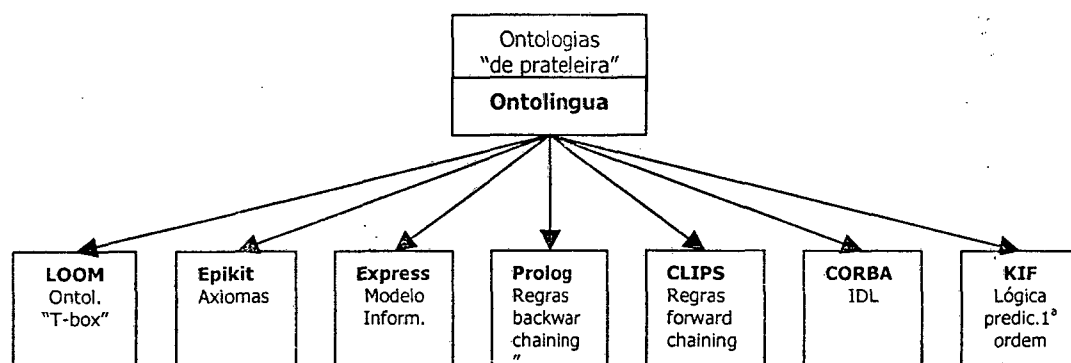 Ontologias
"de prateleira"
Ontolingua
LOOM
Ontol.
"T-box"
Epikit
Axiomas
Express
Modelo
Inform.
Prolog
Regras
backwar
chaining
"
CLIPS
Regras
forward
chaining
CORBA
IDL
KIF
Lógica
predic.1ª
ordem